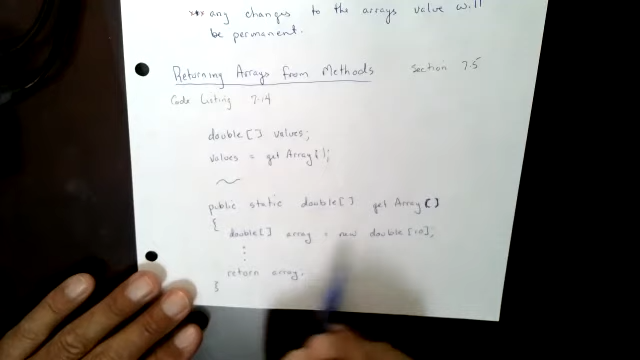 *** any changes to the arrays value will
be permanent.
Returning Arrays from Methods Section 7.5
Code Listing 7.14
double[] values;
values = getArray();
public static double[] getArray()
{
double[] array = new double[10];
return array;
}